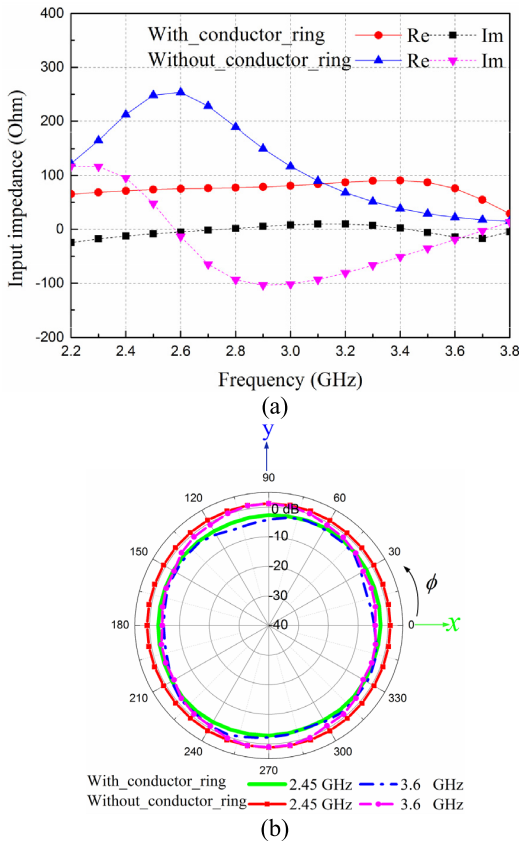 400
300
200
100
0
-100
-200
Input impedance (Ohm)
With_conductor_ring Re Im
Without_conductor_ring Re Im
2.2 2.4 2.6 2.8 3.0 3.2 3.4 3.6 3.8
Frequency (GHz)
(a)
y
90
120 60
0 dB
150 30
-10
-20
-30
ϕ
180 -40 0 x
210 330
240 300
270
With_conductor_ring 2.45 GHz 3.6 GHz
Without_conductor_ring 2.45 GHz 3.6 GHz
(b)